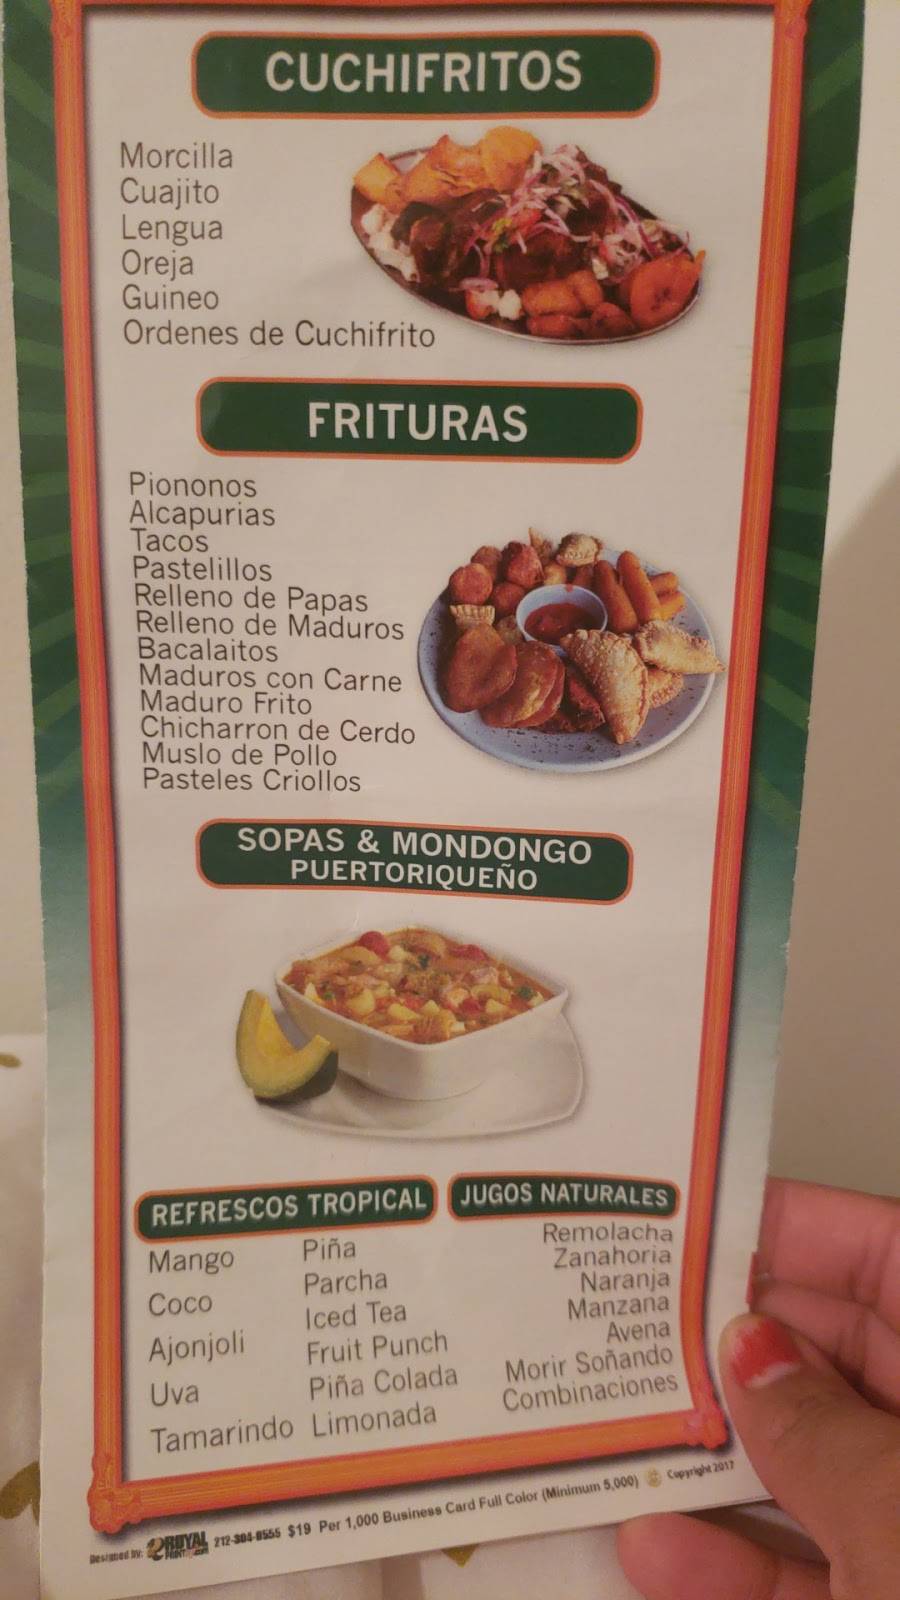 CUCHIFRITOS
Morcilla
Cuajito
Lengua
Oreja
Guineo
Ordenes de Cuchifrito
FRITURAS
Piononos
Alcapurias
Tacos
Pastelillos
Relleno de Papas
Relleno de Maduros
Bacalaitos
Maduros con Carne
Maduro Frito
Chicharron de Cerdo
Muslo de Pollo
Pasteles Criollos
SOPAS & MONDONGO
PUERTORIQUEÑO
REFRESCOS TROPICAL
Mango
Coco
Ajonjoli
Uva
Tamarindo
Piña
Parcha
Iced Tea
Fruit Punch
Piña Colada
Limonada
JUGOS NATURALES
Remolacha
Zanahoria
Naranja
Manzana
Avena
Morir Soñando
Combinaciones
Designed by: ROYAL PRINT 212-304-8555 $19 Per 1,000 Business Card Full Color (Minimum 5,000) Copyright 2017